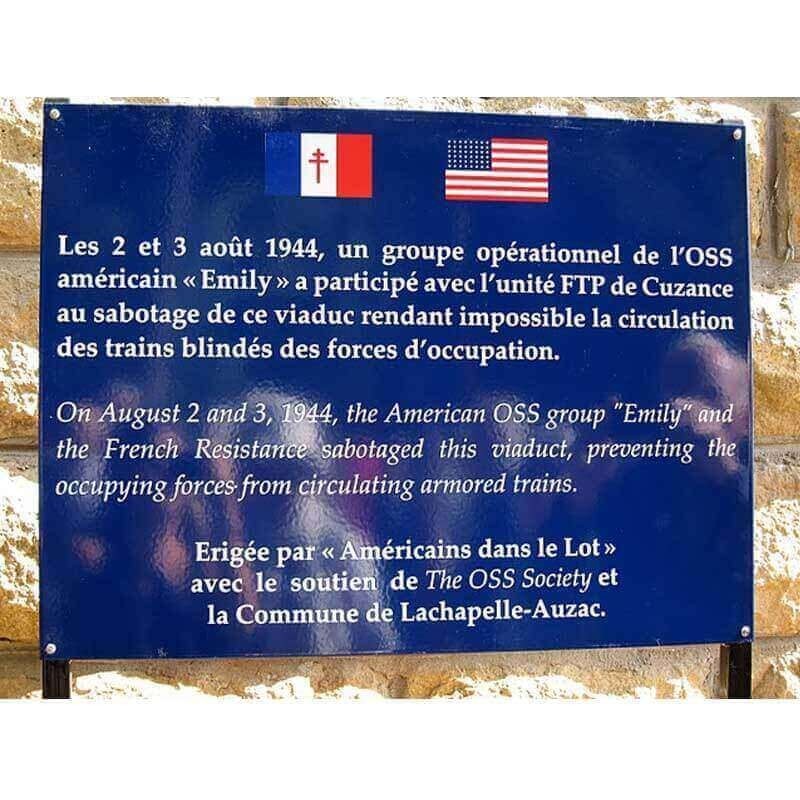 Les 2 et 3 août 1944, un groupe opérationnel de l'OSS
américain « Emily » a participé avec l'unité FTP de Cuzance
au sabotage de ce viaduc rendant impossible la circulation
des trains blindés des forces d'occupation.
On August 2 and 3, 1944, the American OSS group "Emily" and
the French Resistance sabotaged this viaduct, preventing the
occupying forces from circulating armored trains.
Erigée par « Américains dans le Lot »
avec le soutien de The OSS Society et
la Commune de Lachapelle-Auzac.